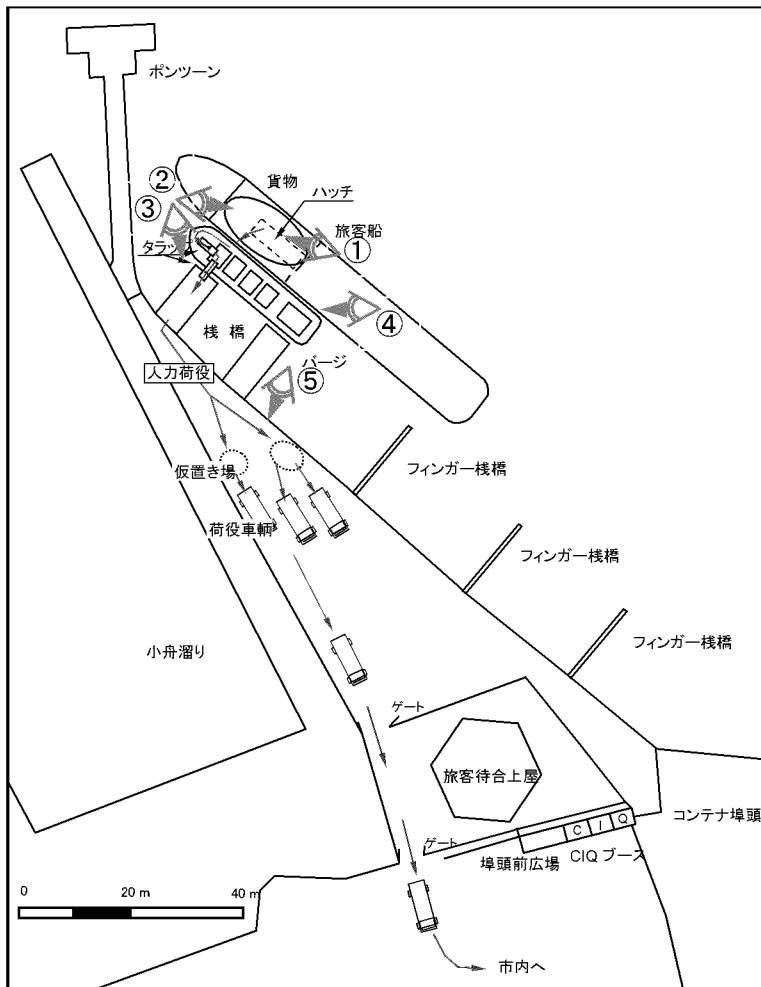 ポンツーン
②
貨物
ハッチ
③
旅客船
①
タラップ
④
桟 橋
バージ
人力荷役
⑤
仮置き場
フィンガー桟橋
荷役車輌
フィンガー桟橋
小舟溜り
フィンガー桟橋
ゲート
旅客待合上屋
コンテナ埠頭
C I Q
ゲート
埠頭前広場
CIQ ブース
0 20 m 40 m
市内へ